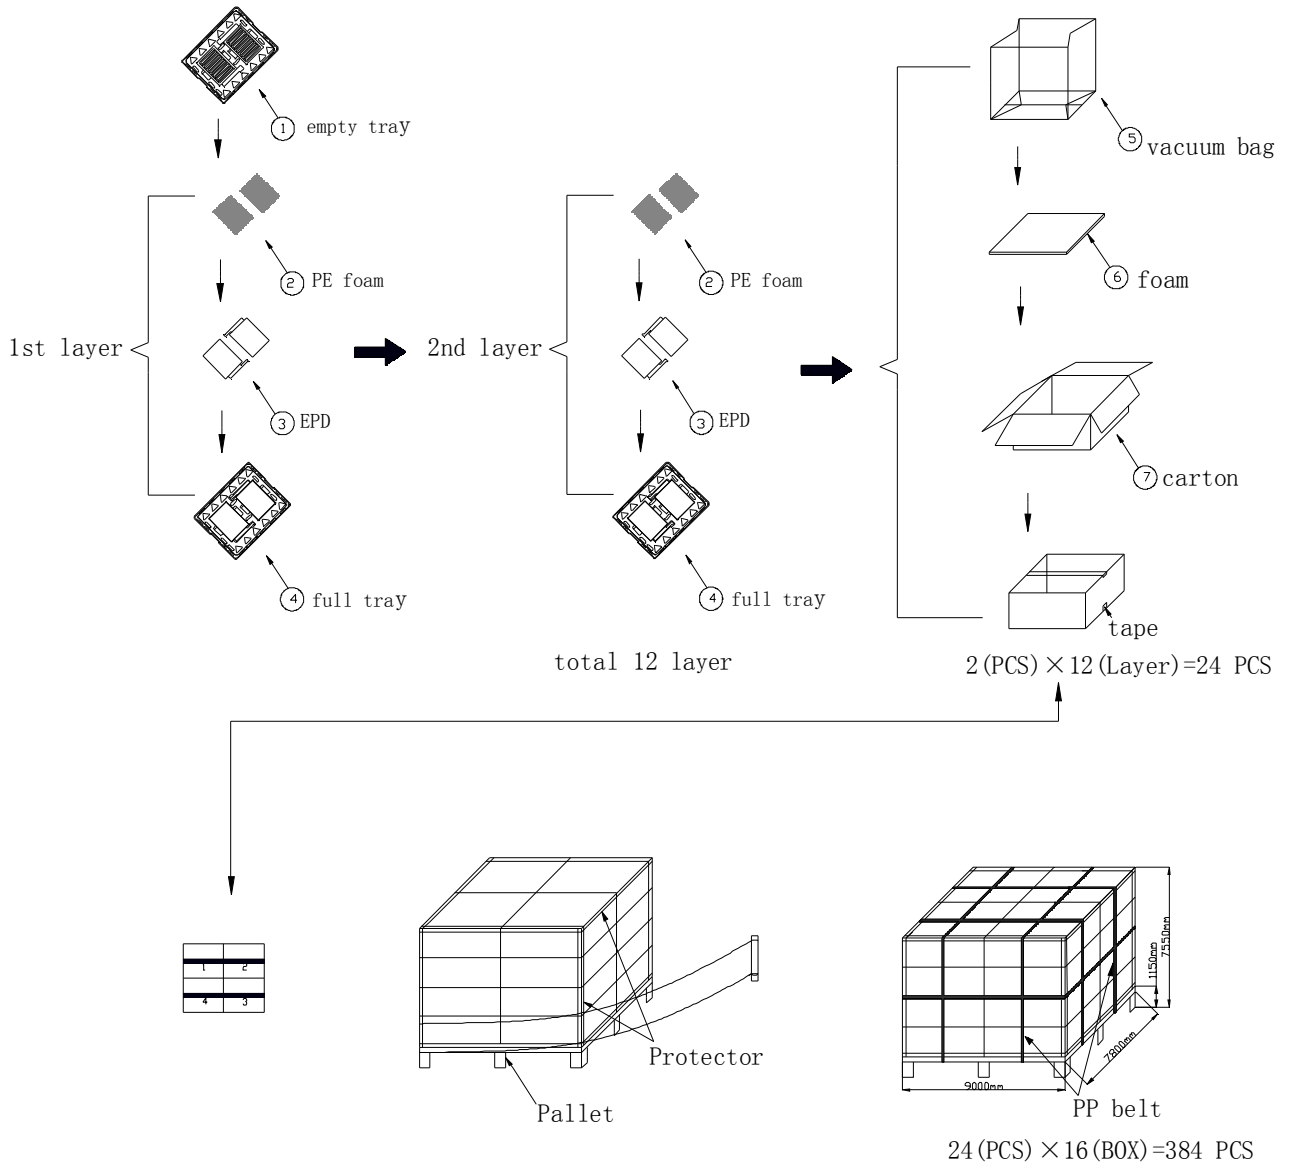 1 empty tray
5 vacuum bag
2 PE foam
2 PE foam
6 foam
1st layer
2nd layer
3 EPD
3 EPD
7 carton
4 full tray
4 full tray
tape
total 12 layer
2(PCS)×12(Layer)=24 PCS
1 2
4 3
Protector
Pallet
1150mm
7550mm
7800mm
9000mm
PP belt
24(PCS)×16(BOX)=384 PCS